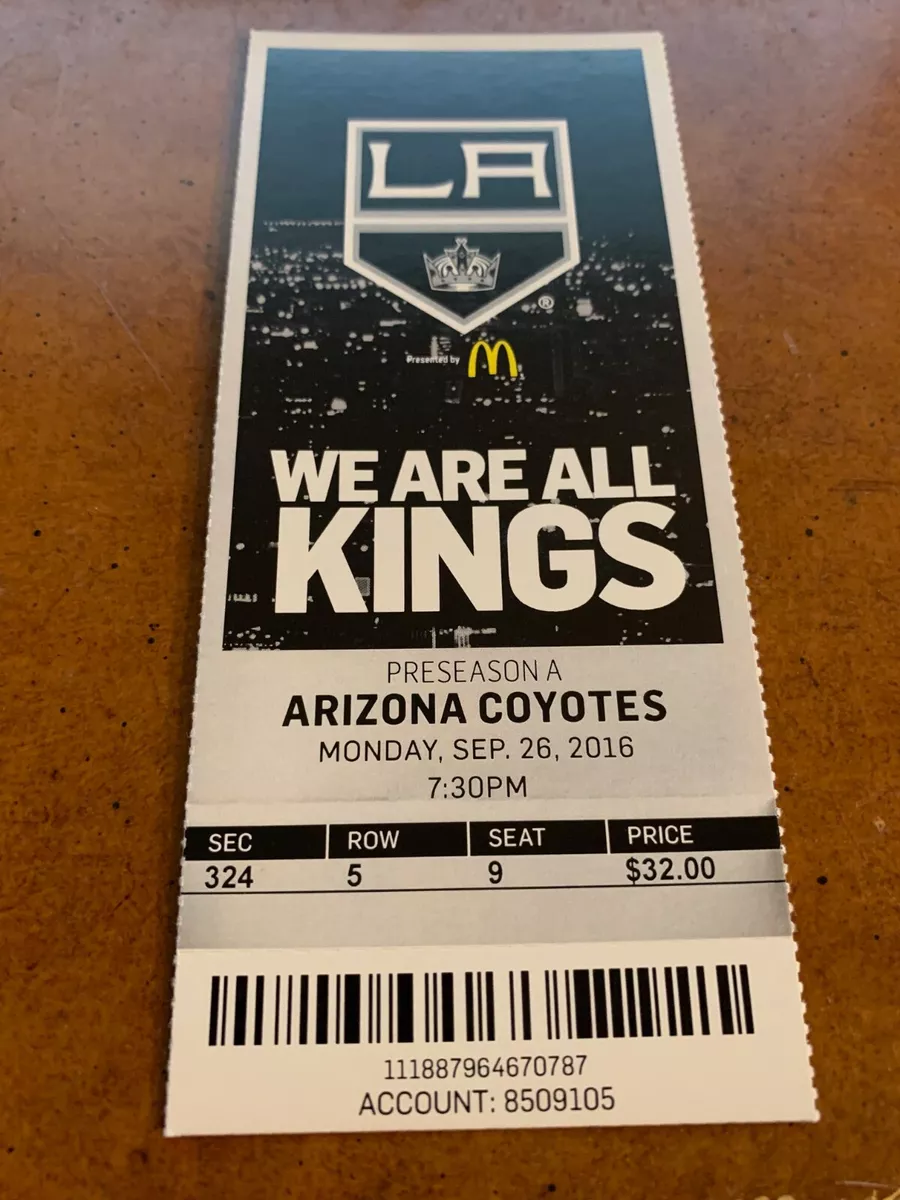 LA
®
Presented by M
WE ARE ALL
KINGS
PRESEASON A
ARIZONA COYOTES
MONDAY, SEP. 26, 2016
7:30PM
SEC ROW SEAT PRICE
324 5 9 $32.00
111887964670787
ACCOUNT: 8509105